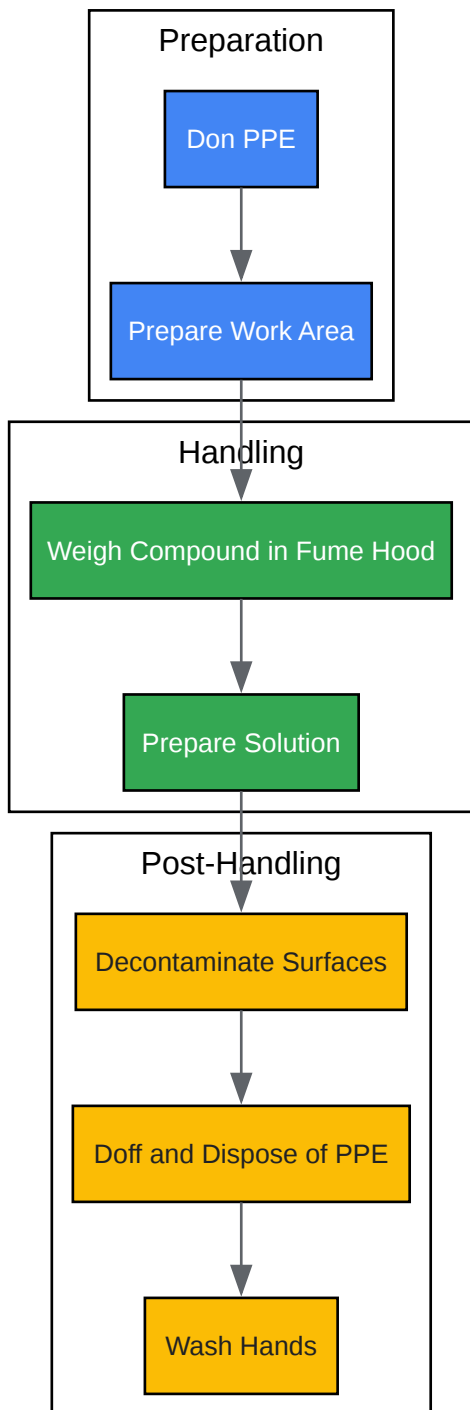 Preparation
Don PPE
Prepare Work Area
Handling
Weigh Compound in Fume Hood
Prepare Solution
Post-Handling
Decontaminate Surfaces
Doff and Dispose of PPE
Wash Hands